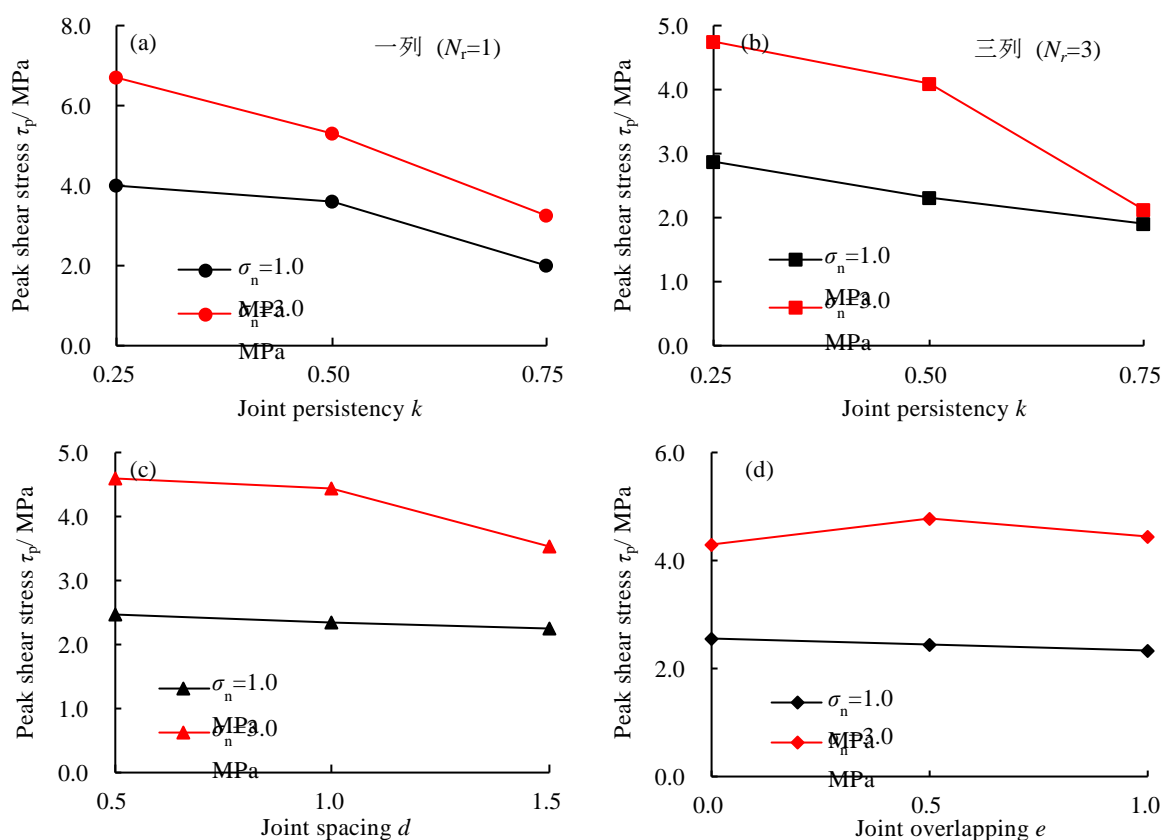 8.0
6.0
4.0
2.0
0.0
Peak shear stress τp/ MPa
(a)
一列 (Nr=1)
σn=1.0
MPa
σn=3.0
MPa
0.25
0.50
0.75
Joint persistency k
5.0
4.0
3.0
2.0
1.0
0.0
Peak shear stress τp/ MPa
(b)
三列 (Nr=3)
σn=1.0
MPa
σn=3.0
MPa
0.25
0.50
0.75
Joint persistency k
5.0
4.0
3.0
2.0
1.0
0.0
Peak shear stress τp/ MPa
(c)
σn=1.0
MPa
σn=3.0
MPa
0.5
1.0
1.5
Joint spacing d
6.0
4.0
2.0
0.0
Peak shear stress τp/ MPa
(d)
σn=1.0
MPa
σn=3.0
MPa
0.0
0.5
1.0
Joint overlapping e